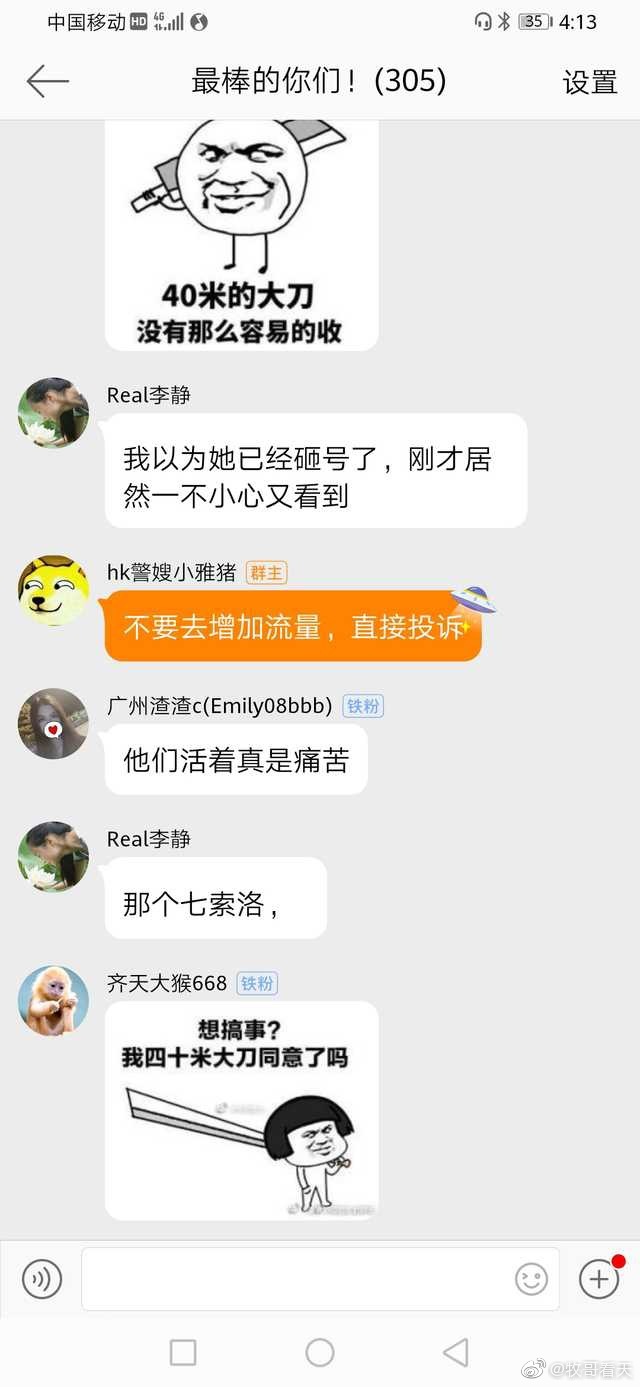 中国移动 HD 4G 35 4:13
最棒的你们！(305) 设置
40米的大刀
没有那么容易的收
Real李静
我以为她已经砸号了，刚才居
然一不小心又看到
hk警嫂小雅猪 群主
不要去增加流量，直接投诉
广州渣渣c(Emily08bbb) 铁粉
他们活着真是痛苦
Real李静
那个七索洛，
齐天大猴668 铁粉
想搞事？
我四十米大刀同意了吗
@牧哥看天